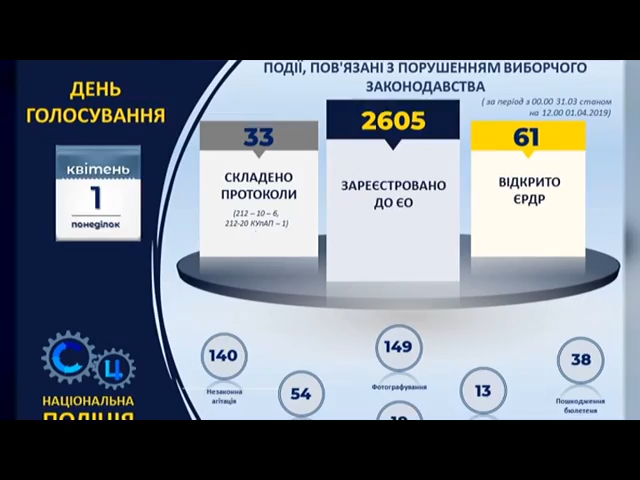 ДЕНЬ
ГОЛОСУВАННЯ
квітень
1
понеділок
ПОДІЇ, ПОВ'ЯЗАНІ З ПОРУШЕННЯМ ВИБОРЧОГО
ЗАКОНОДАВСТВА
( за період з 00.00 31.03 станом
на 12.00 01.04.2019)
33
СКЛАДЕНО
ПРОТОКОЛИ
(212 – 10 – 6,
212-20 КУпАП – 1)
2605
ЗАРЕЄСТРОВАНО
ДО ЄО
61
ВІДКРИТО
ЄРДР
140
Незаконна
агітація
54
149
Фотографування
13
38
Пошкодження
бюлетеня
С Ц
НАЦІОНАЛЬНА
ПОЛІЦІЯ